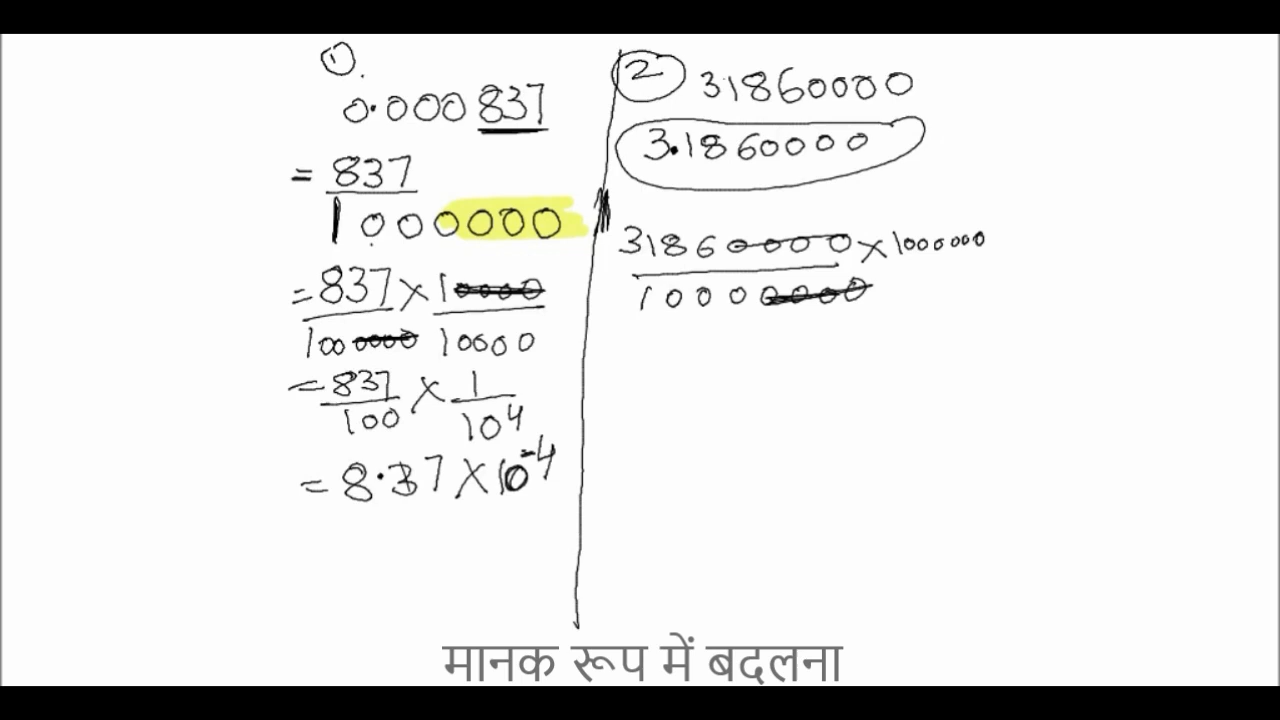 ①.
0.000837
= 837
1000000
= 837 × 10000
1000000 10000
= 837 × 1
100 10⁴
= 8.37 × 10⁻⁴
② 31860000
3.1860000
31860000 × 1000000
10000000
मानक रूप में बदलना